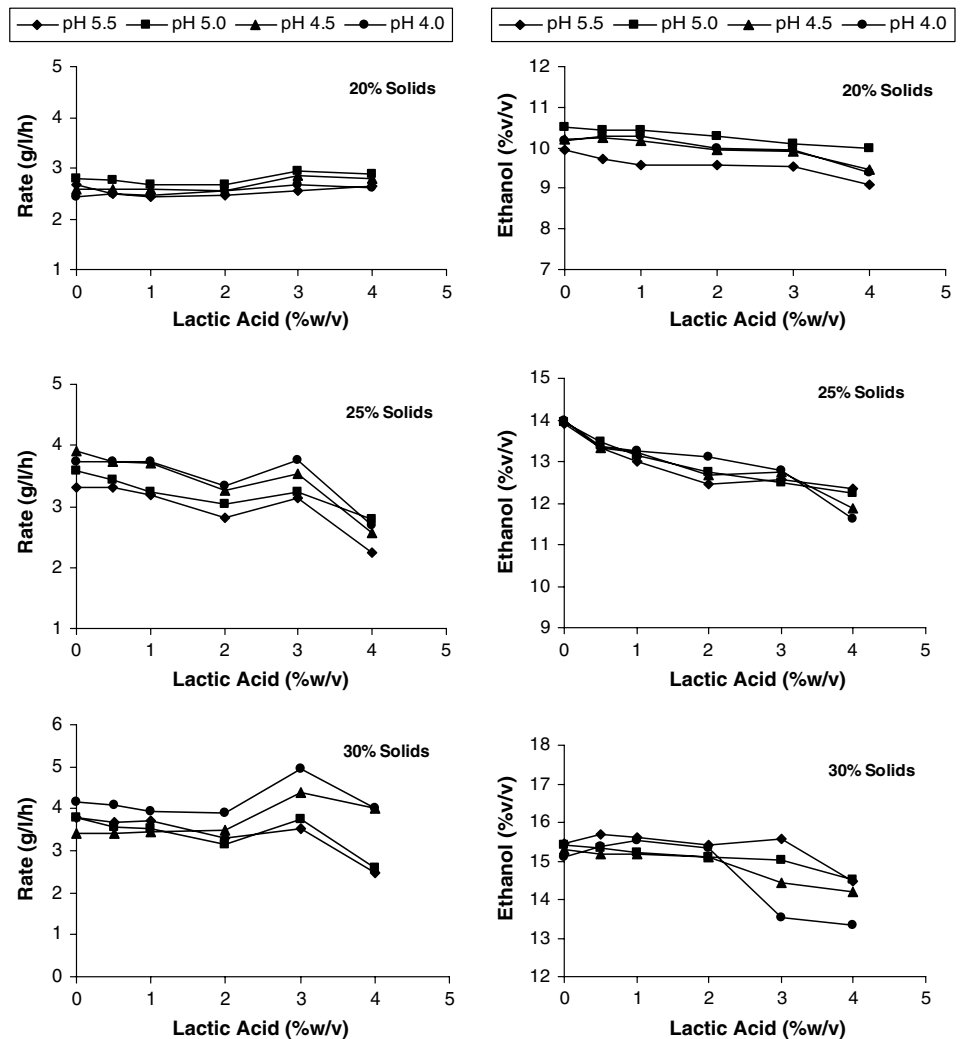 pH 5.5 pH 5.0 pH 4.5 pH 4.0
5
4
3
2
1
Rate (g/l/h)
20% Solids
0 1 2 3 4 5
Lactic Acid (%w/v)
pH 5.5 pH 5.0 pH 4.5 pH 4.0
12
11
10
9
8
7
Ethanol (%v/v)
20% Solids
0 1 2 3 4 5
Lactic Acid (%w/v)
5
4
3
2
1
Rate (g/l/h)
25% Solids
0 1 2 3 4 5
Lactic Acid (%w/v)
15
14
13
12
11
10
9
Ethanol (%v/v)
25% Solids
0 1 2 3 4 5
Lactic Acid (%w/v)
6
5
4
3
2
1
0
Rate (g/l/h)
30% Solids
0 1 2 3 4 5
Lactic Acid (%w/v)
18
17
16
15
14
13
12
Ethanol (%v/v)
30% Solids
0 1 2 3 4 5
Lactic Acid (%w/v)